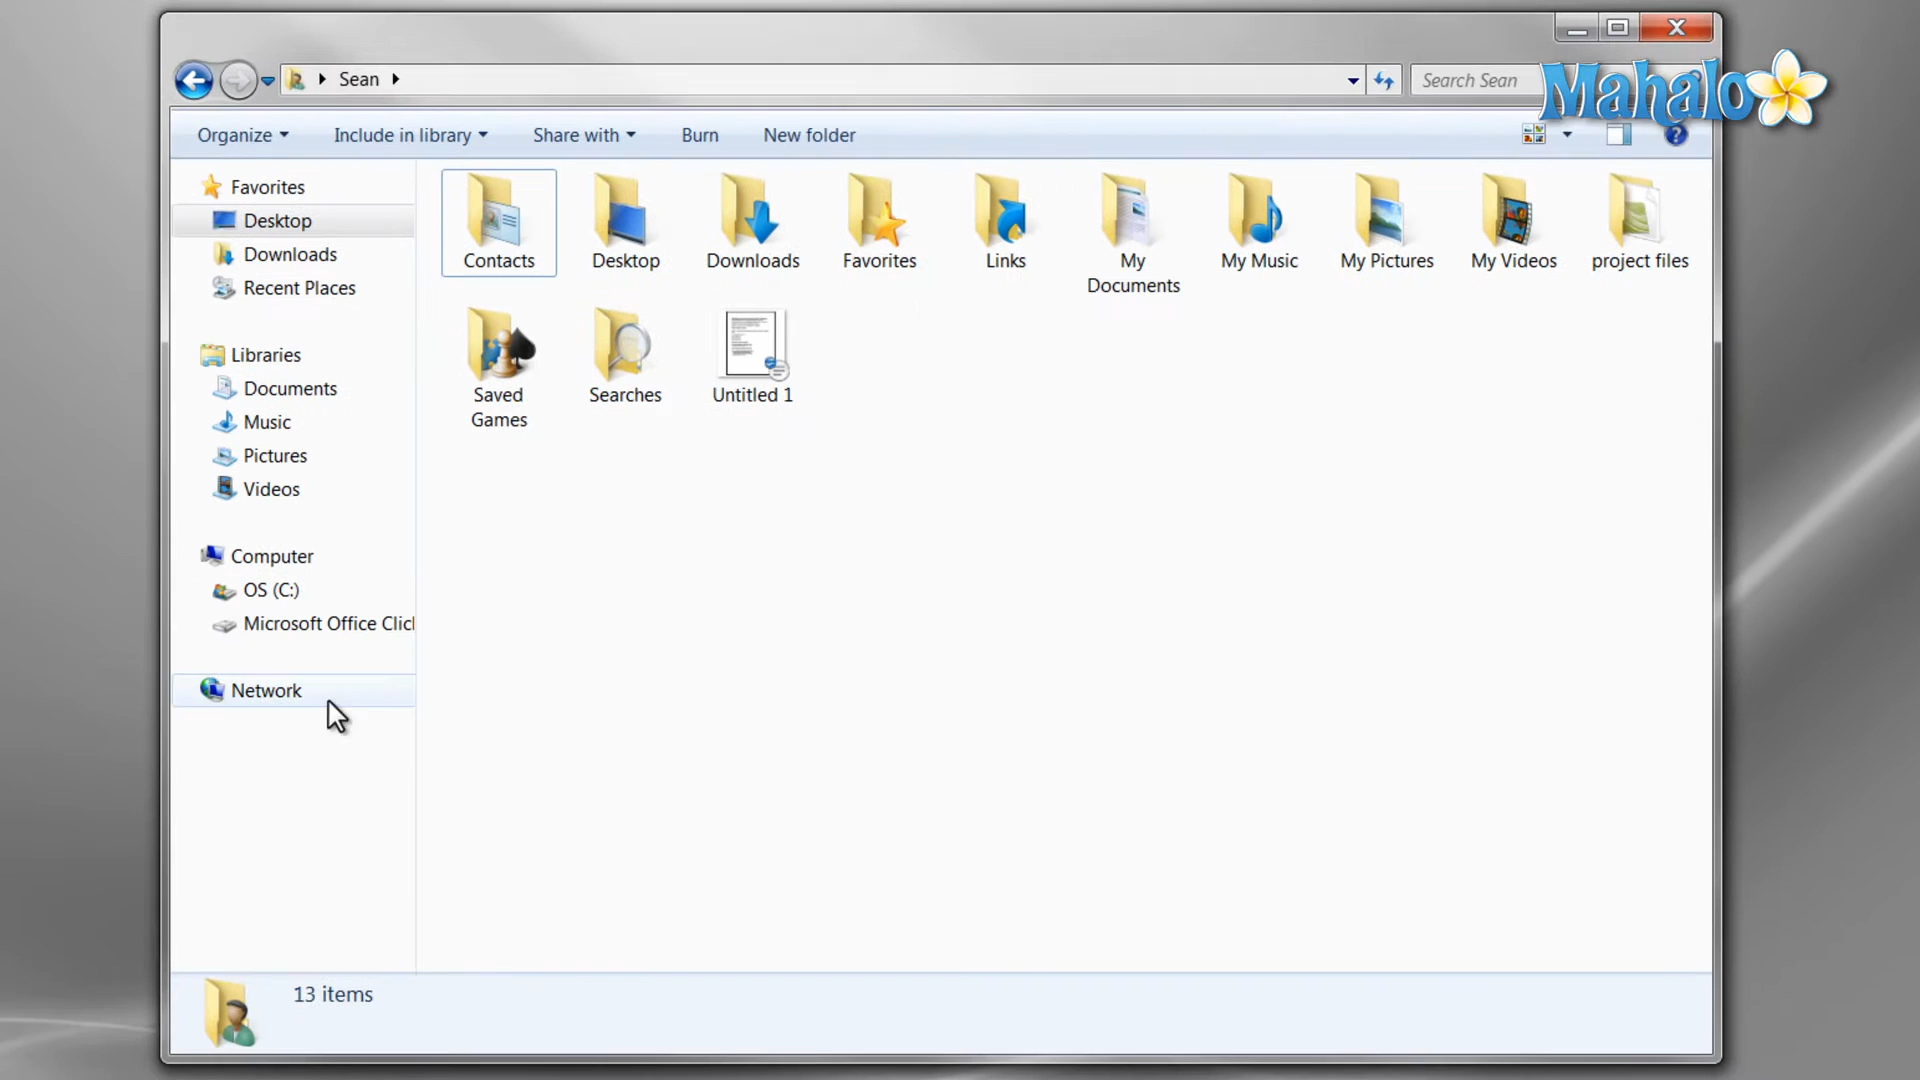 Sean
Search Sean
Mahalo
Organize
Include in library
Share with
Burn
New folder
Favorites
Desktop
Downloads
Recent Places
Libraries
Documents
Music
Pictures
Videos
Computer
OS (C:)
Microsoft Office Clic
Network
Contacts
Desktop
Downloads
Favorites
Links
My
Documents
My Music
My Pictures
My Videos
project files
Saved
Games
Searches
Untitled 1
13 items